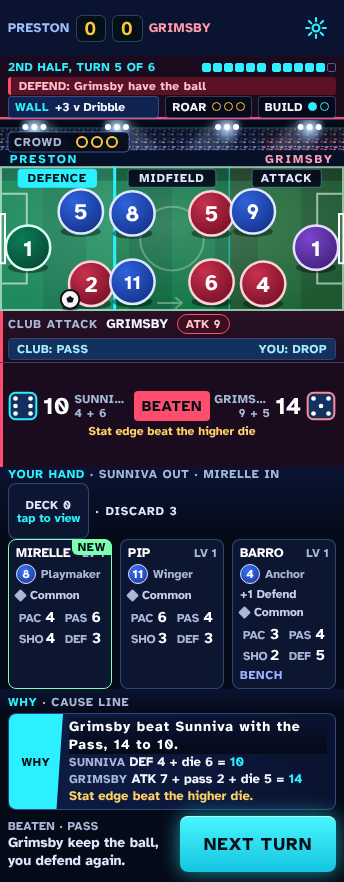 PRESTON 0 0 GRIMSBY
2ND HALF, TURN 5 OF 6
DEFEND: Grimsby have the ball
WALL +3 v Dribble ROAR BUILD
CROWD
PRESTON GRIMSBY
DEFENCE MIDFIELD ATTACK
5 8 5 9
1 1
2 11 6 4
CLUB ATTACK GRIMSBY ATK 9
CLUB: PASS YOU: DROP
10 SUNNI... 4 + 6 BEATEN GRIMS... 9 + 5 14
Stat edge beat the higher die
YOUR HAND · SUNNIVA OUT · MIRELLE IN
DECK 0
tap to view
· DISCARD 3
NEW
MIRELLE
8 Playmaker
Common
PAC 4 PAS 6
SHO 4 DEF 3
PIP LV 1
11 Winger
Common
PAC 6 PAS 4
SHO 3 DEF 3
BARRO LV 1
4 Anchor
+1 Defend
Common
PAC 3 PAS 4
SHO 2 DEF 5
BENCH
WHY · CAUSE LINE
WHY
Grimsby beat Sunniva with the
Pass, 14 to 10.
SUNNIVA DEF 4 + die 6 = 10
GRIMSBY ATK 7 + pass 2 + die 5 = 14
Stat edge beat the higher die.
BEATEN · PASS
Grimsby keep the ball,
you defend again.
NEXT TURN